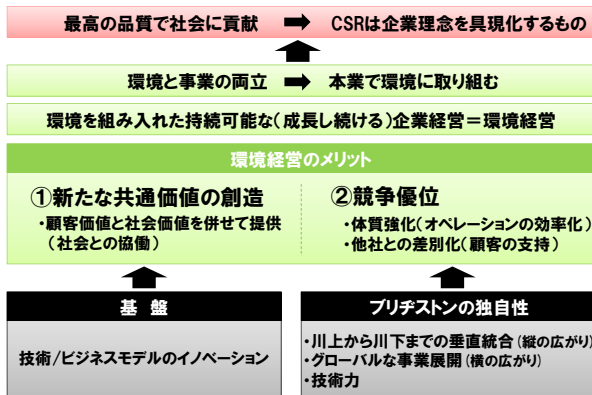 最高の品質で社会に貢献 ➡ CSRは企業理念を具現化するもの
環境と事業の両立 ➡ 本業で環境に取り組む
環境を組み入れた持続可能な(成長し続ける)企業経営=環境経営
環境経営のメリット
①新たな共通価値の創造
・顧客価値と社会価値を併せて提供
(社会との協働)
②競争優位
・体質強化(オペレーションの効率化)
・他社との差別化(顧客の支持)
基 盤
技術/ビジネスモデルのイノベーション
ブリヂストンの独自性
・川上から川下までの垂直統合(縦の広がり)
・グローバルな事業展開(横の広がり)
・技術力